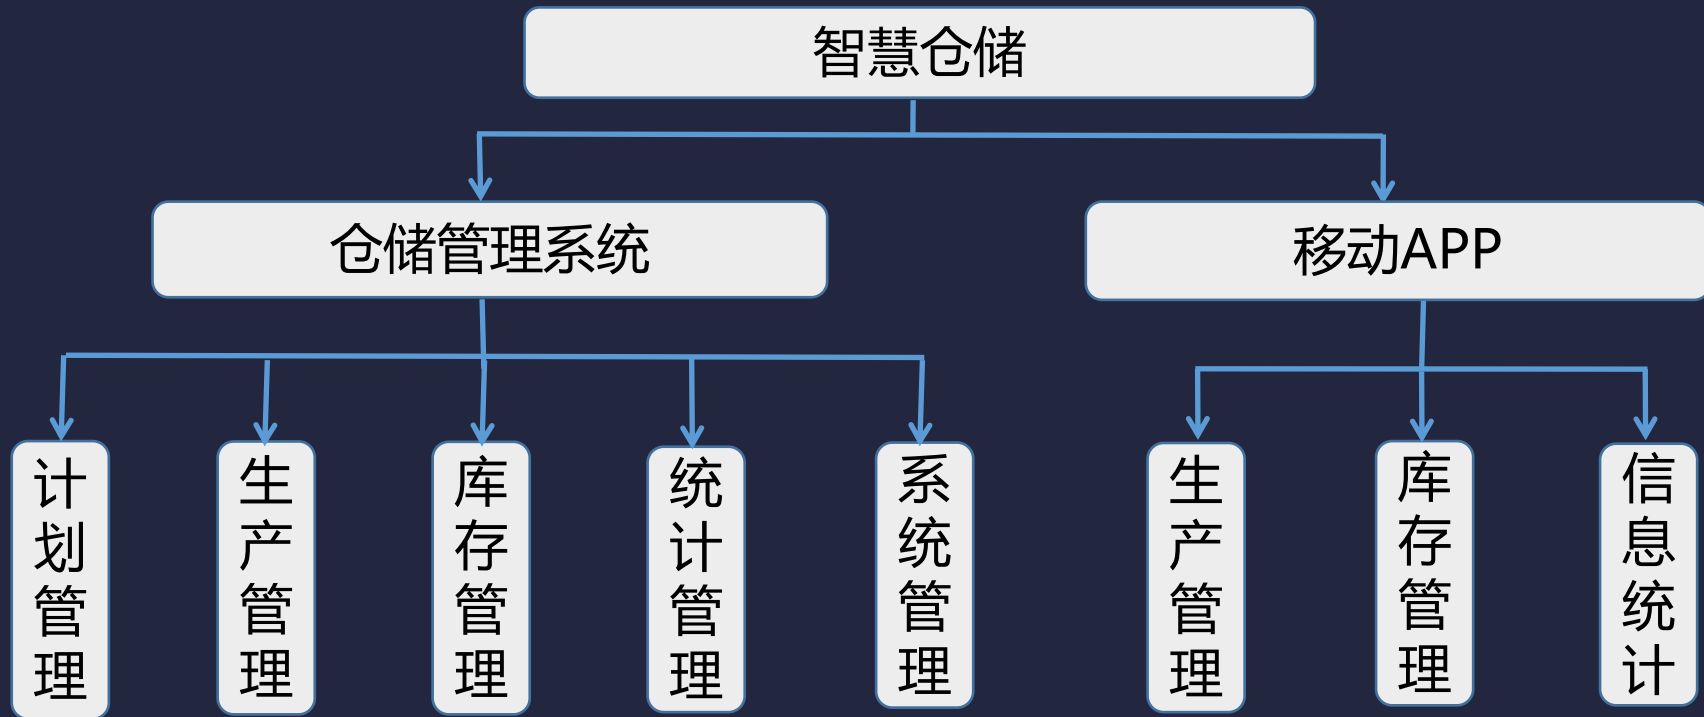 智慧仓储
仓储管理系统
移动APP
计划管理
生产管理
库存管理
统计管理
系统管理
生产管理
库存管理
信息统计